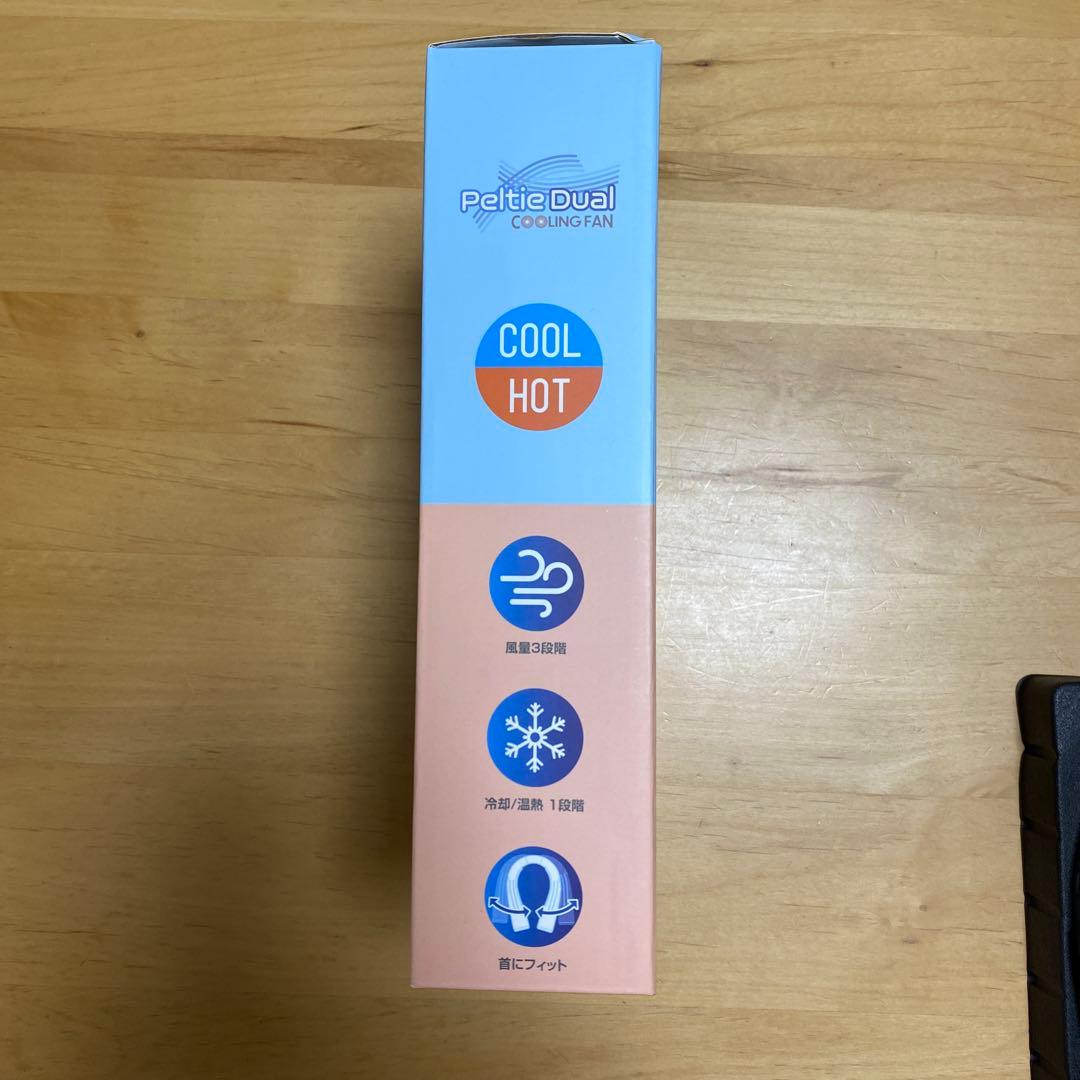 Peltie Dual
COOLING FAN
COOL
HOT
風量3段階
冷却/温熱 1段階
首にフィット